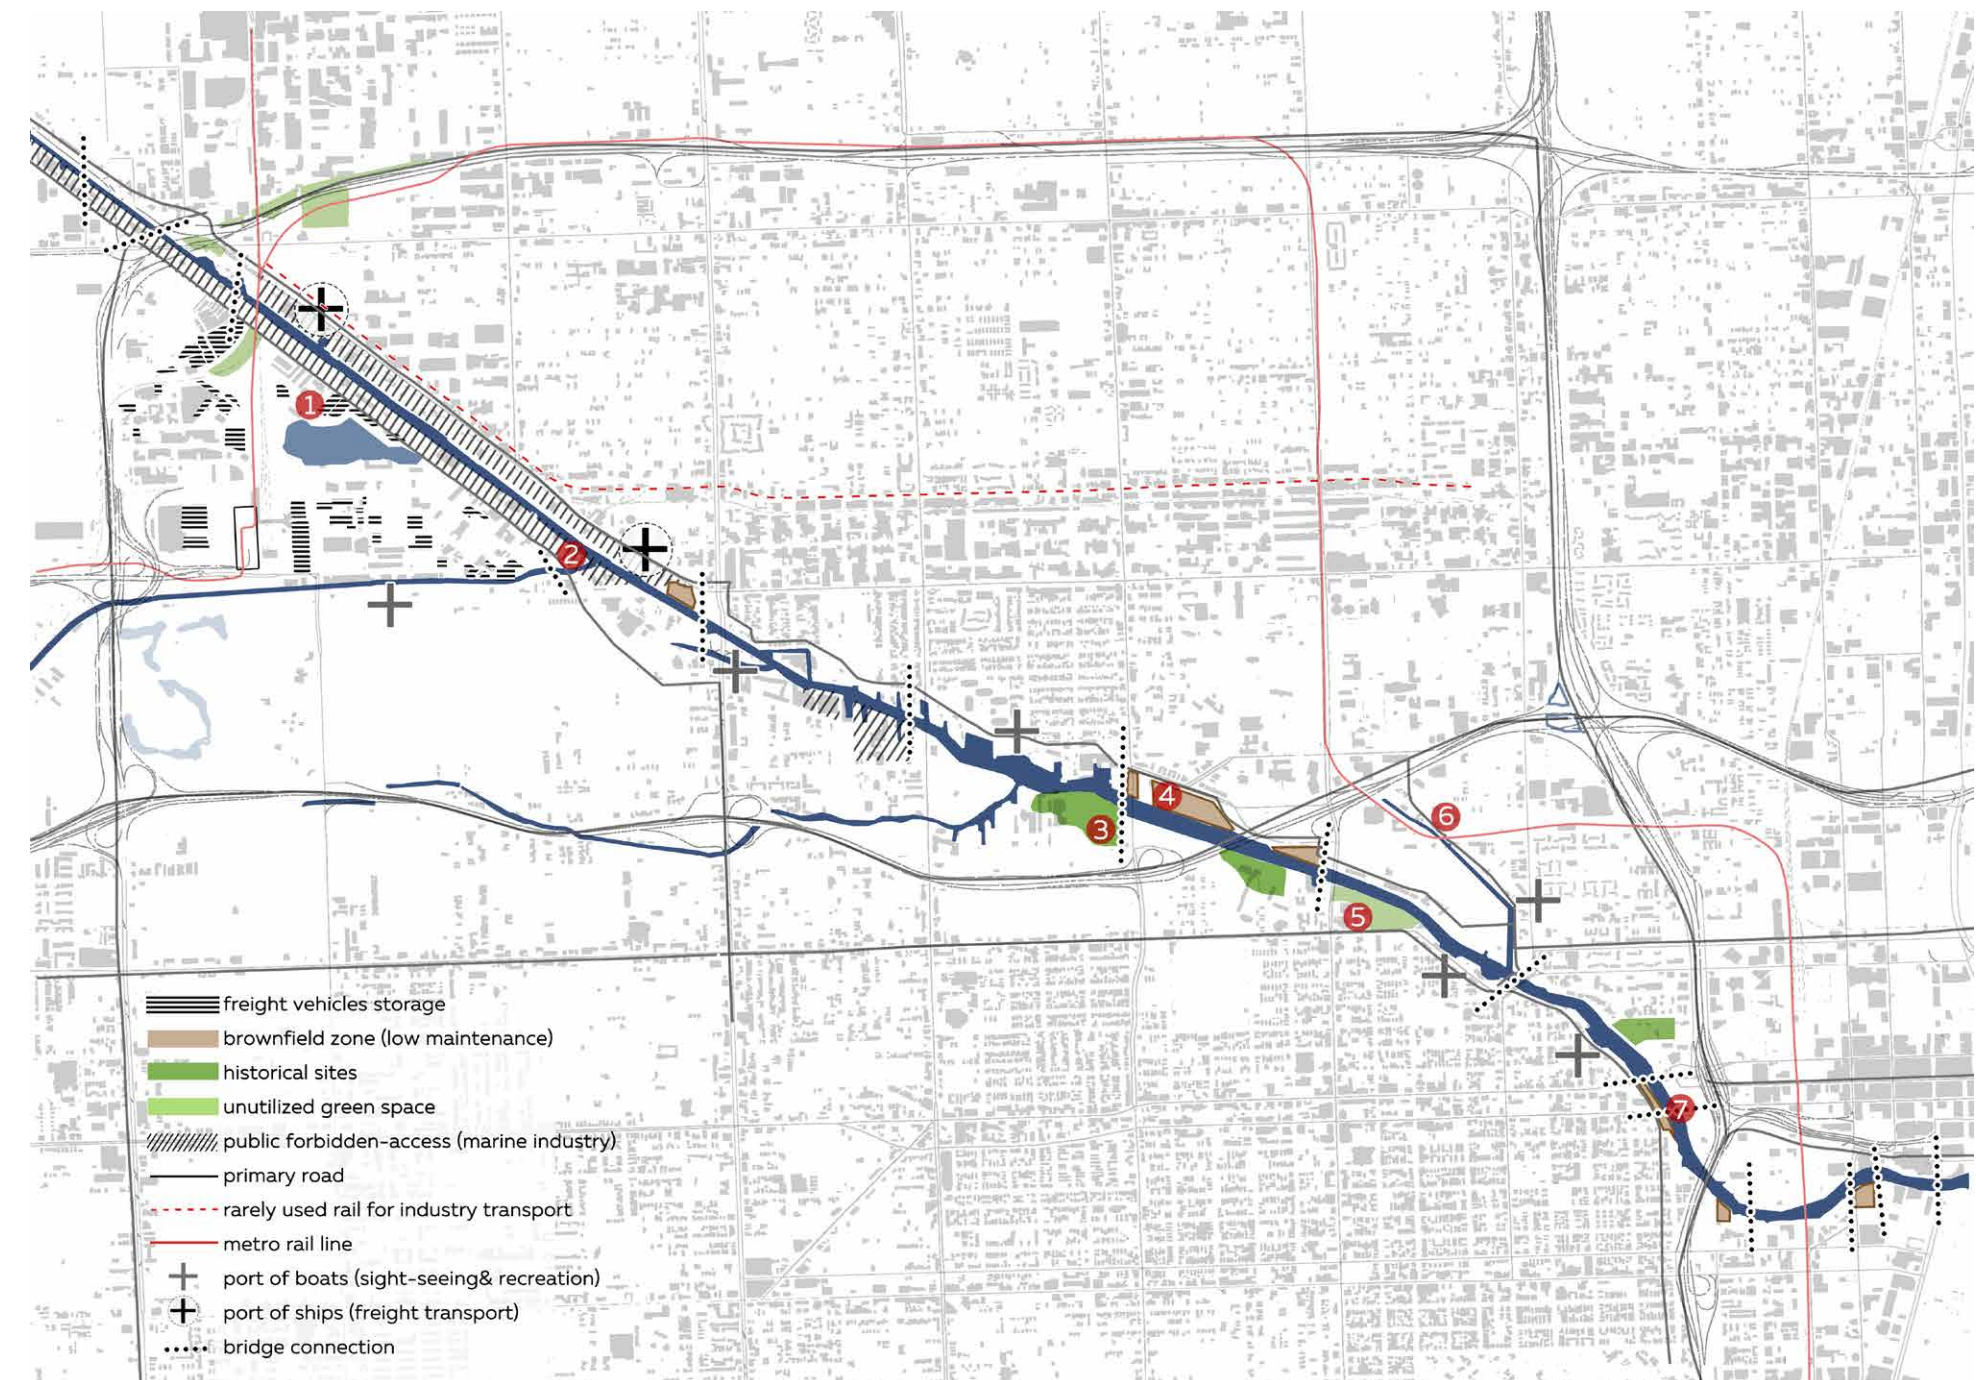 1
2
3
4
5
6
7
freight vehicles storage
brownfield zone (low maintenance)
historical sites
unutilized green space
public forbidden-access (marine industry)
primary road
rarely used rail for industry transport
metro rail line
port of boats (sight-seeing& recreation)
port of ships (freight transport)
bridge connection